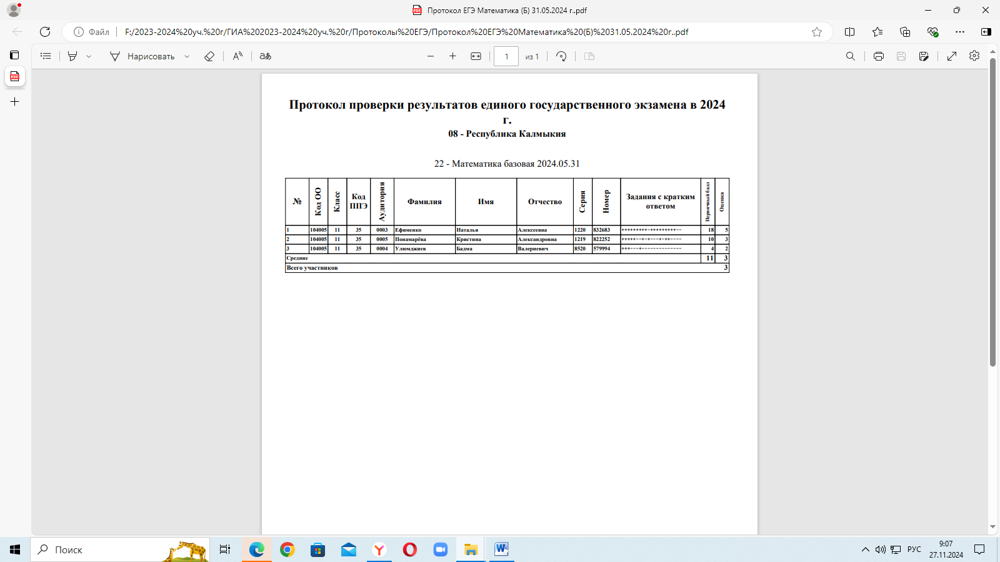 Протокол ЕГЭ Математика (Б) 31.05.2024 г..pdf
Файл F:/2023-2024%20уч.%20г/ГИА%202023-2024%20уч.%20г/Протоколы%20ЕГЭ/Протокол%20ЕГЭ%20Математика%20(Б)%2031.05.2024%20г..pdf
Нарисовать 1 из 1
Протокол проверки результатов единого государственного экзамена в 2024
г.
08 - Республика Калмыкия
22 - Математика базовая 2024.05.31
№ Код ОО Класс Код ППЭ Аудитория Фамилия Имя Отчество Серия Номер Задания с кратким ответом Первичный балл Оценка
1 104005 11 35 0003 Ефименко Наталья Алексеевна 1220 832683 +++++++++-+++++++++-- 18 5
2 104005 11 35 0005 Понамарёва Кристина Александровна 1219 822252 +++++--+-+---+-++---- 10 3
3 104005 11 35 0004 Улюмджиев Бадма Валериевич 8520 579994 +++---+-------------- 4 2
Средние 11 3
Всего участников 3
Поиск РУС 9:07
27.11.2024